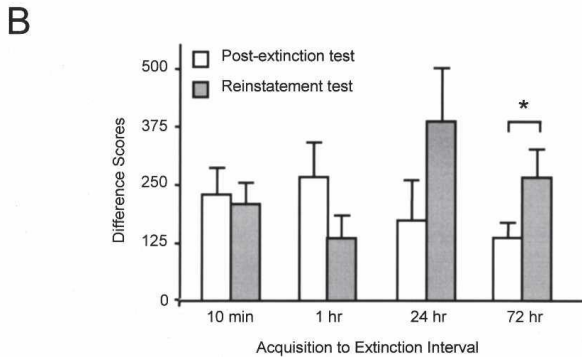 B
Post-extinction test
Reinstatement test
Difference Scores
500
375
250
125
0
*
10 min 1 hr 24 hr 72 hr
Acquisition to Extinction Interval